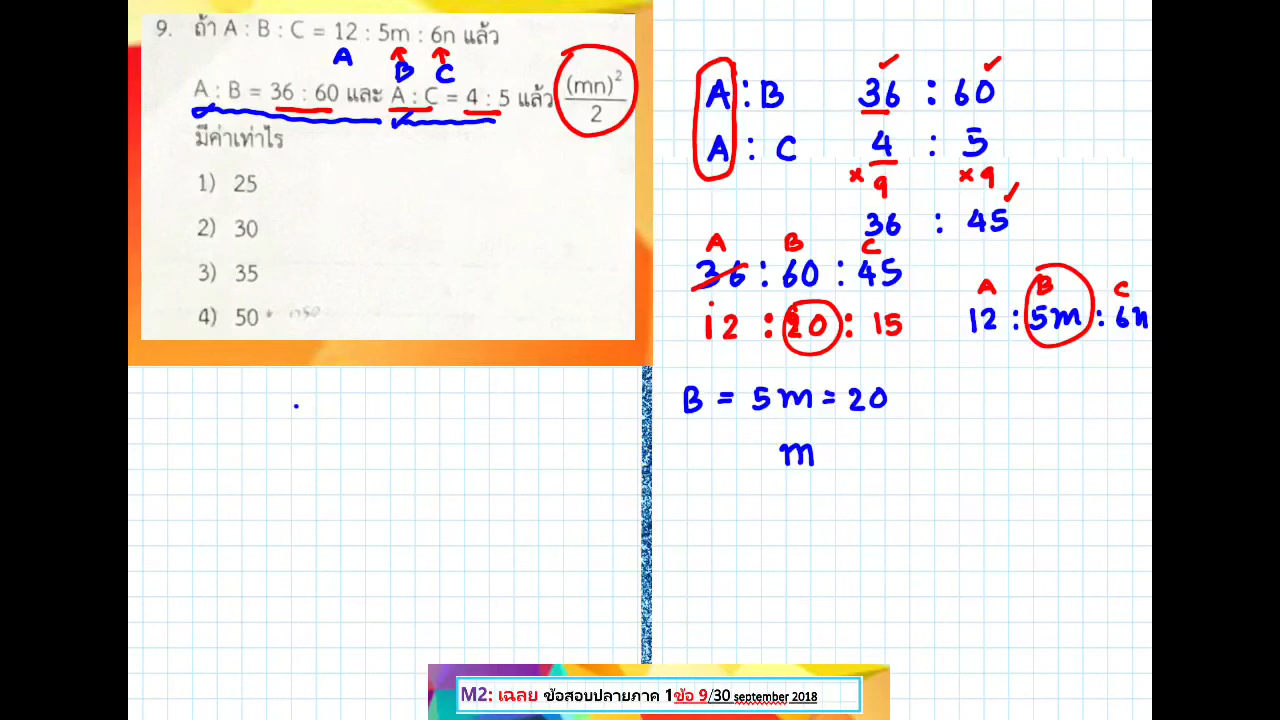 9. ถ้า A : B : C = 12 : 5m : 6n แล้ว
A B C
A : B = 36 : 60 และ A : C = 4 : 5 แล้ว (mn)²/2
มีค่าเท่าไร
1) 25
2) 30
3) 35
4) 50
A : B 36 : 60
A : C 4 : 5
× 9 × 9
36 : 45
A B C
36 : 60 : 45
12 : 20 : 15
A B C
12 : 5m : 6n
B = 5m = 20
m
M2: เฉลย ข้อสอบปลายภาค 1ข้อ 9/30 september 2018